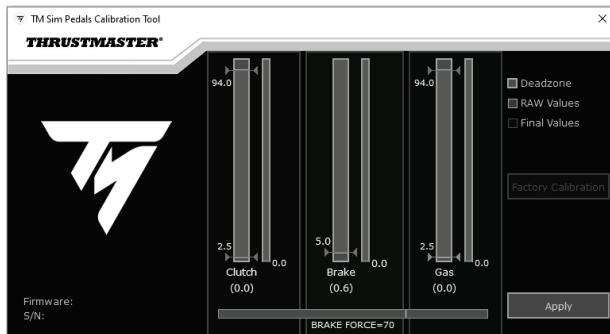 TM Sim Pedals Calibration Tool
THRUSTMASTER®
94.0
94.0
Deadzone
RAW Values
Final Values
Factory Calibration
2.5
0.0
5.0
0.0
2.5
0.0
Clutch
Brake
Gas
(0.0)
(0.6)
(0.0)
Firmware:
S/N:
Apply
BRAKE FORCE=70